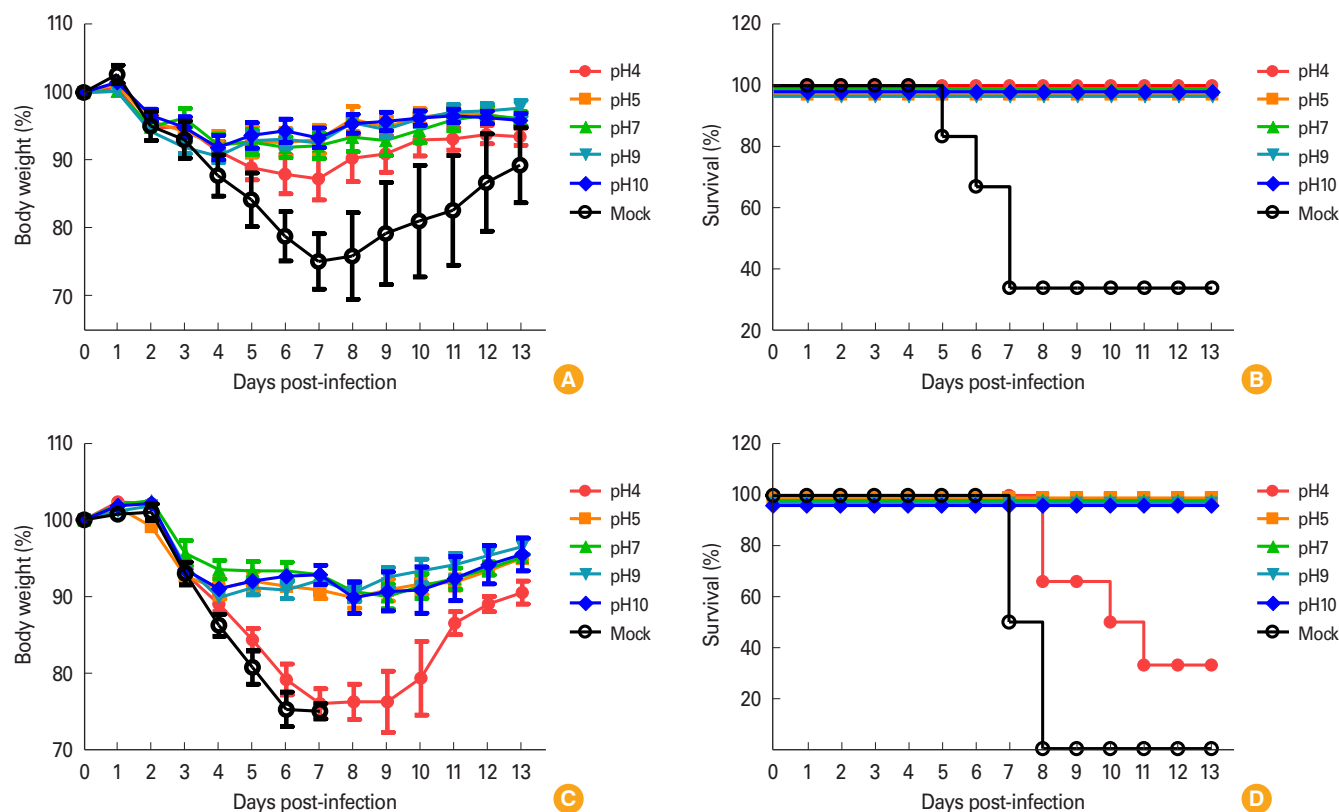 110
100
90
80
70
Body weight (%)
0 1 2 3 4 5 6 7 8 9 10 11 12 13
Days post-infection
pH4
pH5
pH7
pH9
pH10
Mock
A
120
100
80
60
40
20
Survival (%)
0 1 2 3 4 5 6 7 8 9 10 11 12 13
Days post-infection
pH4
pH5
pH7
pH9
pH10
Mock
B
110
100
90
80
70
Body weight (%)
0 1 2 3 4 5 6 7 8 9 10 11 12 13
Days post-infection
pH4
pH5
pH7
pH9
pH10
Mock
C
120
100
80
60
40
20
Survival (%)
0 1 2 3 4 5 6 7 8 9 10 11 12 13
Days post-infection
pH4
pH5
pH7
pH9
pH10
Mock
D